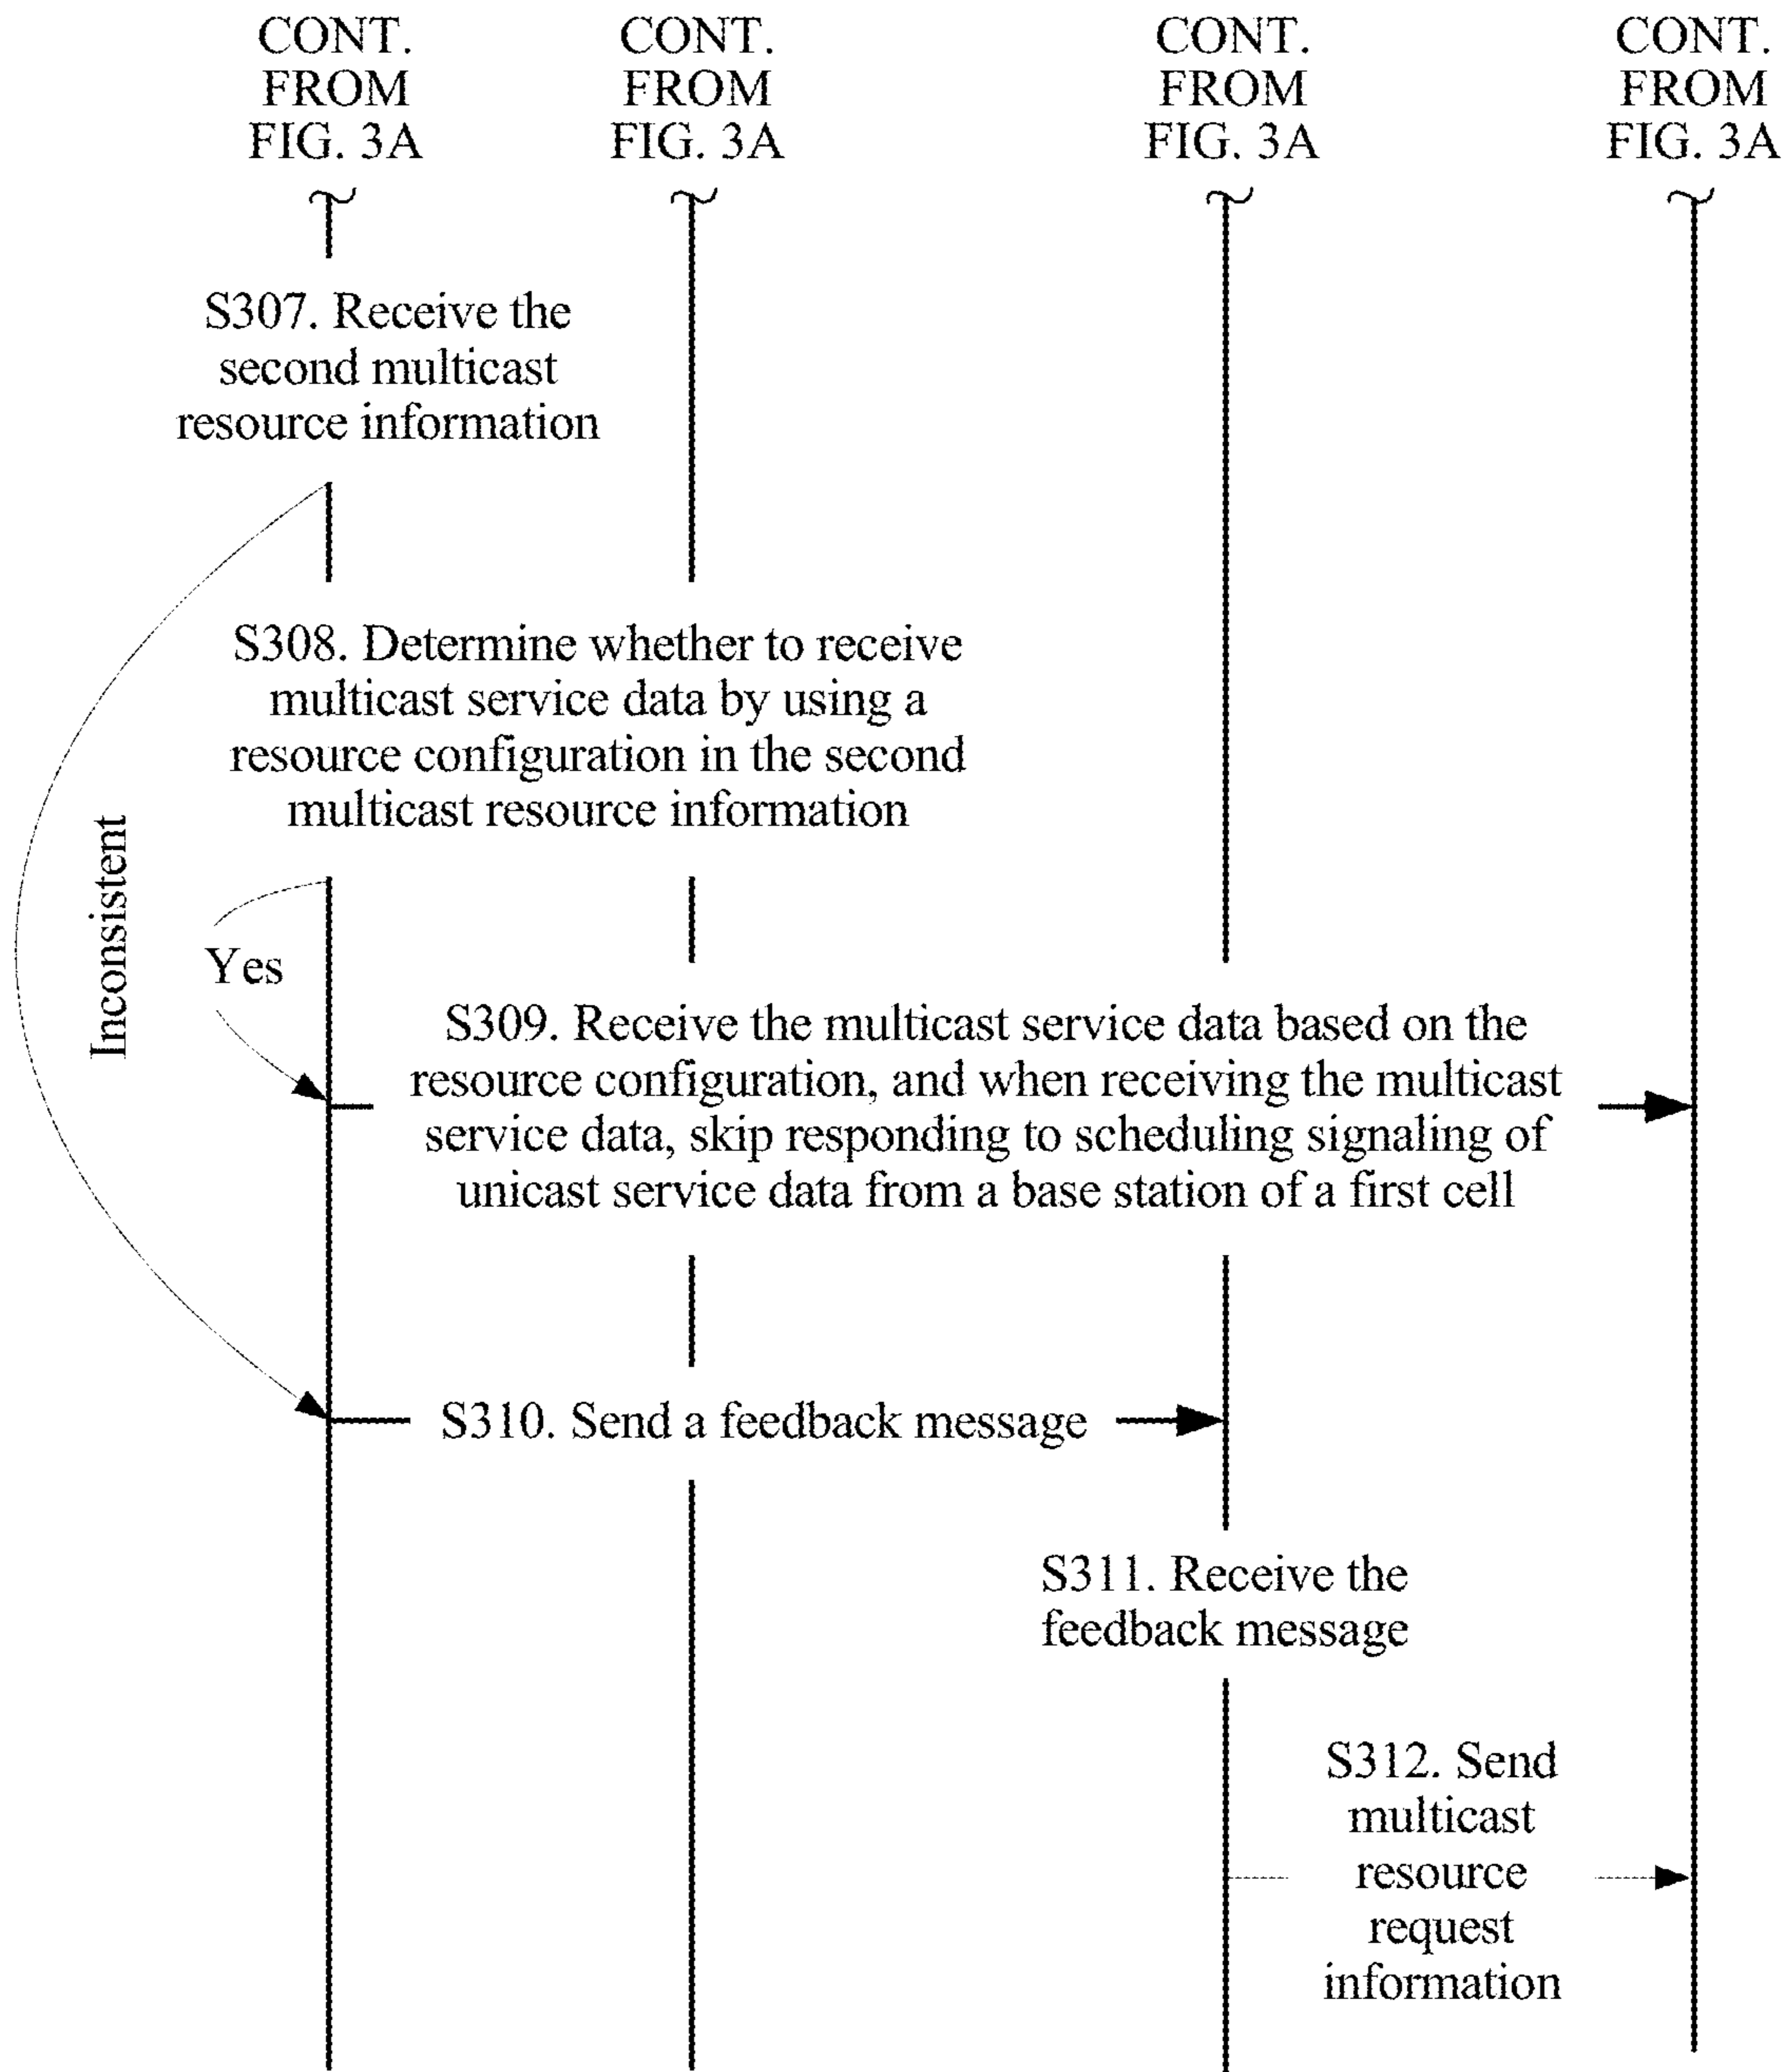 CONT. FROM FIG. 3A
CONT. FROM FIG. 3A
CONT. FROM FIG. 3A
CONT. FROM FIG. 3A
S307. Receive the
second multicast
resource information
S308. Determine whether to receive
multicast service data by using a
resource configuration in the second
multicast resource information
Inconsistent
Yes
S309. Receive the multicast service data based on the
resource configuration, and when receiving the multicast
service data, skip responding to scheduling signaling of
unicast service data from a base station of a first cell
S310. Send a feedback message
S311. Receive the
feedback message
S312. Send
multicast
resource
request
information